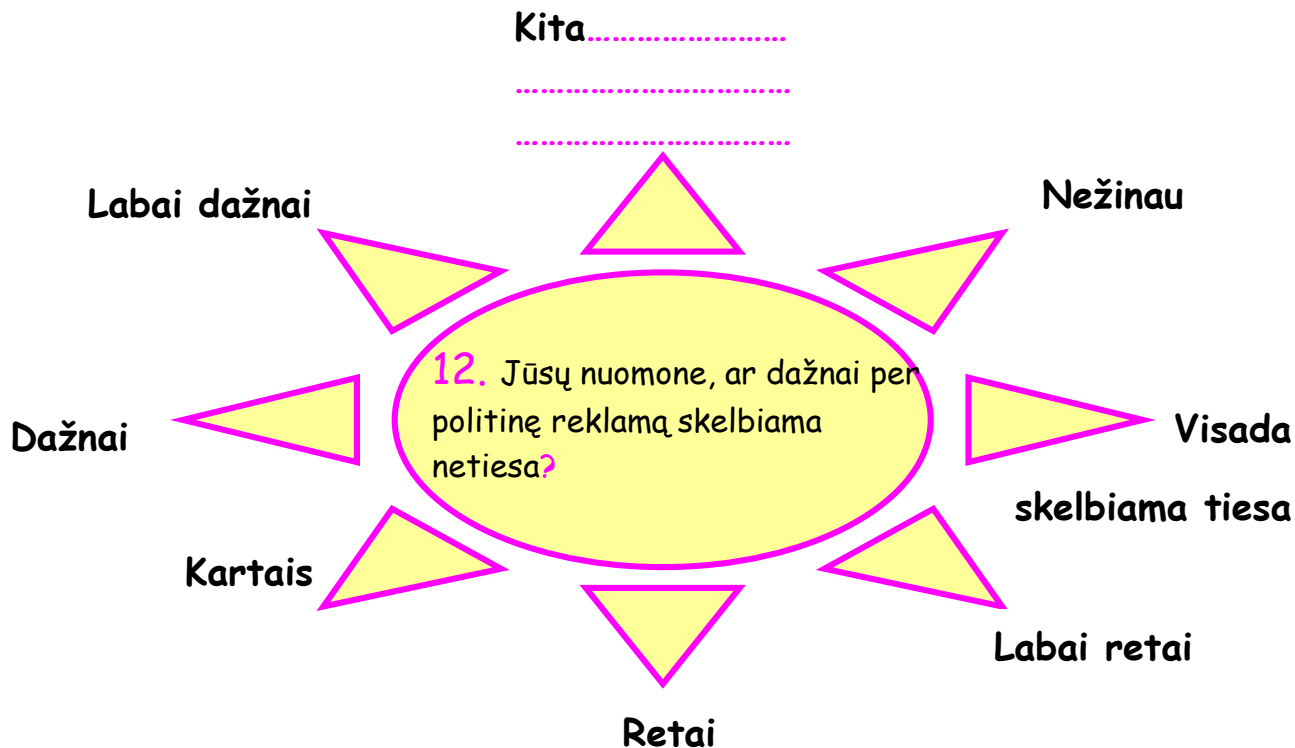 Kita........................
.................................
.................................
Labai dažnai
Nežinau
12. Jūsų nuomone, ar dažnai per
politinę reklamą skelbiama
netiesa?
Dažnai
Visada
skelbiama tiesa
Kartais
Labai retai
Retai